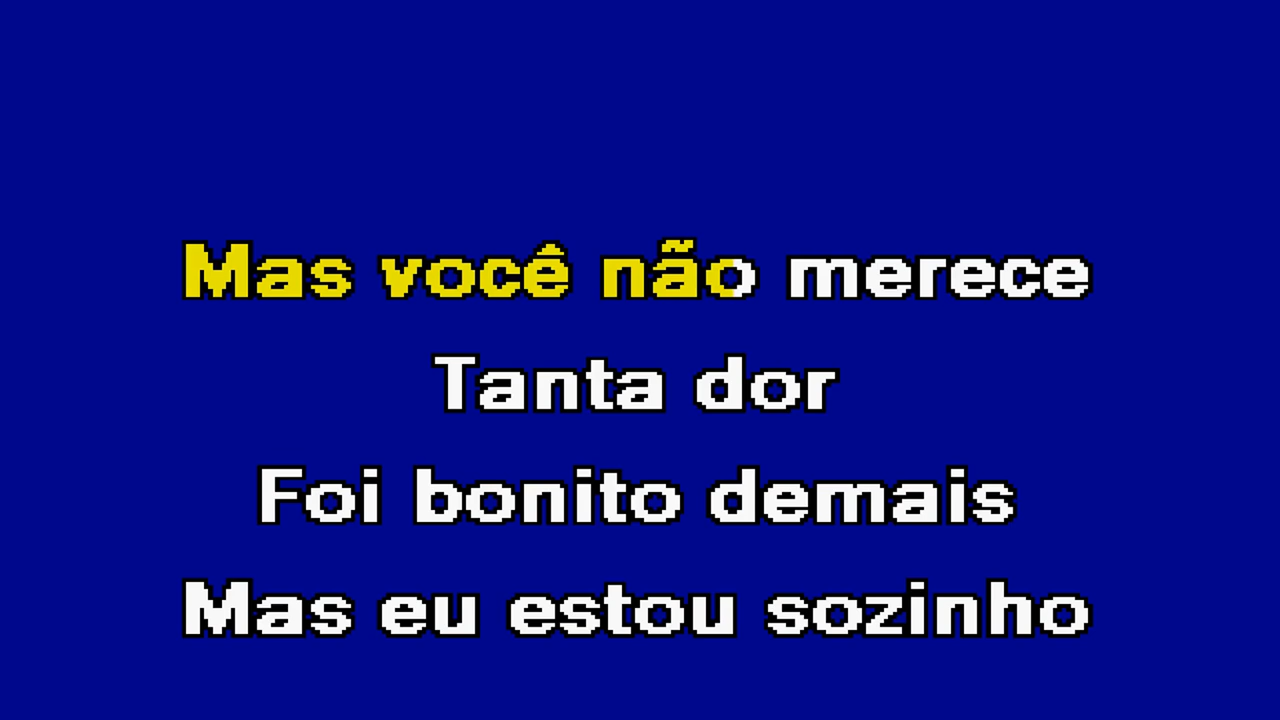 Mas você não merece
Tanta dor
Foi bonito demais
Mas eu estou sozinho